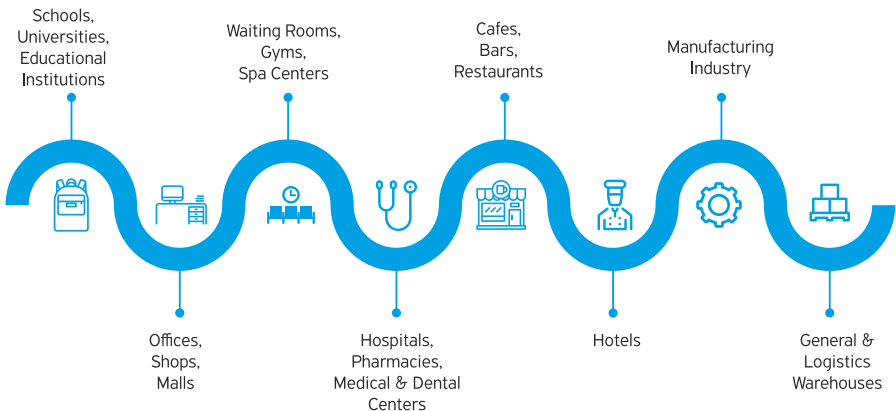 Schools,
Universities,
Educational
Institutions
Waiting Rooms,
Gyms,
Spa Centers
Cafes,
Bars,
Restaurants
Manufacturing
Industry
Offices,
Shops,
Malls
Hospitals,
Pharmacies,
Medical & Dental
Centers
Hotels
General &
Logistics
Warehouses